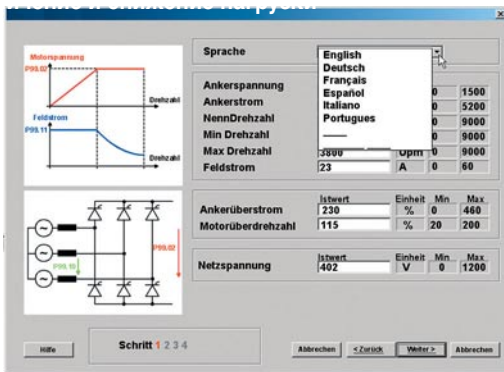 Motorspannung
P99.02
Drehzahl
Feldstrom
P99.11
Drehzahl
P99.02
P99.10
Sprache
English
Deutsch
Français
Español
Italiano
Portugues
Ankerspannung 0 1500
Ankerstrom 0 5200
NennDrehzahl 0 9000
Min Drehzahl 0 9000
Max Drehzahl 3800 Upm 0 9000
Feldstrom 23 A 0 60
Istwert Einheit Min Max
Ankerüberstrom 230 % 0 460
Motorüberdrehzahl 115 % 20 200
Istwert Einheit Min Max
Netzspannung 402 V 0 1200
Hilfe
Schritt 1 2 3 4
Abbrechen <Zurück Weiter > Abbrechen